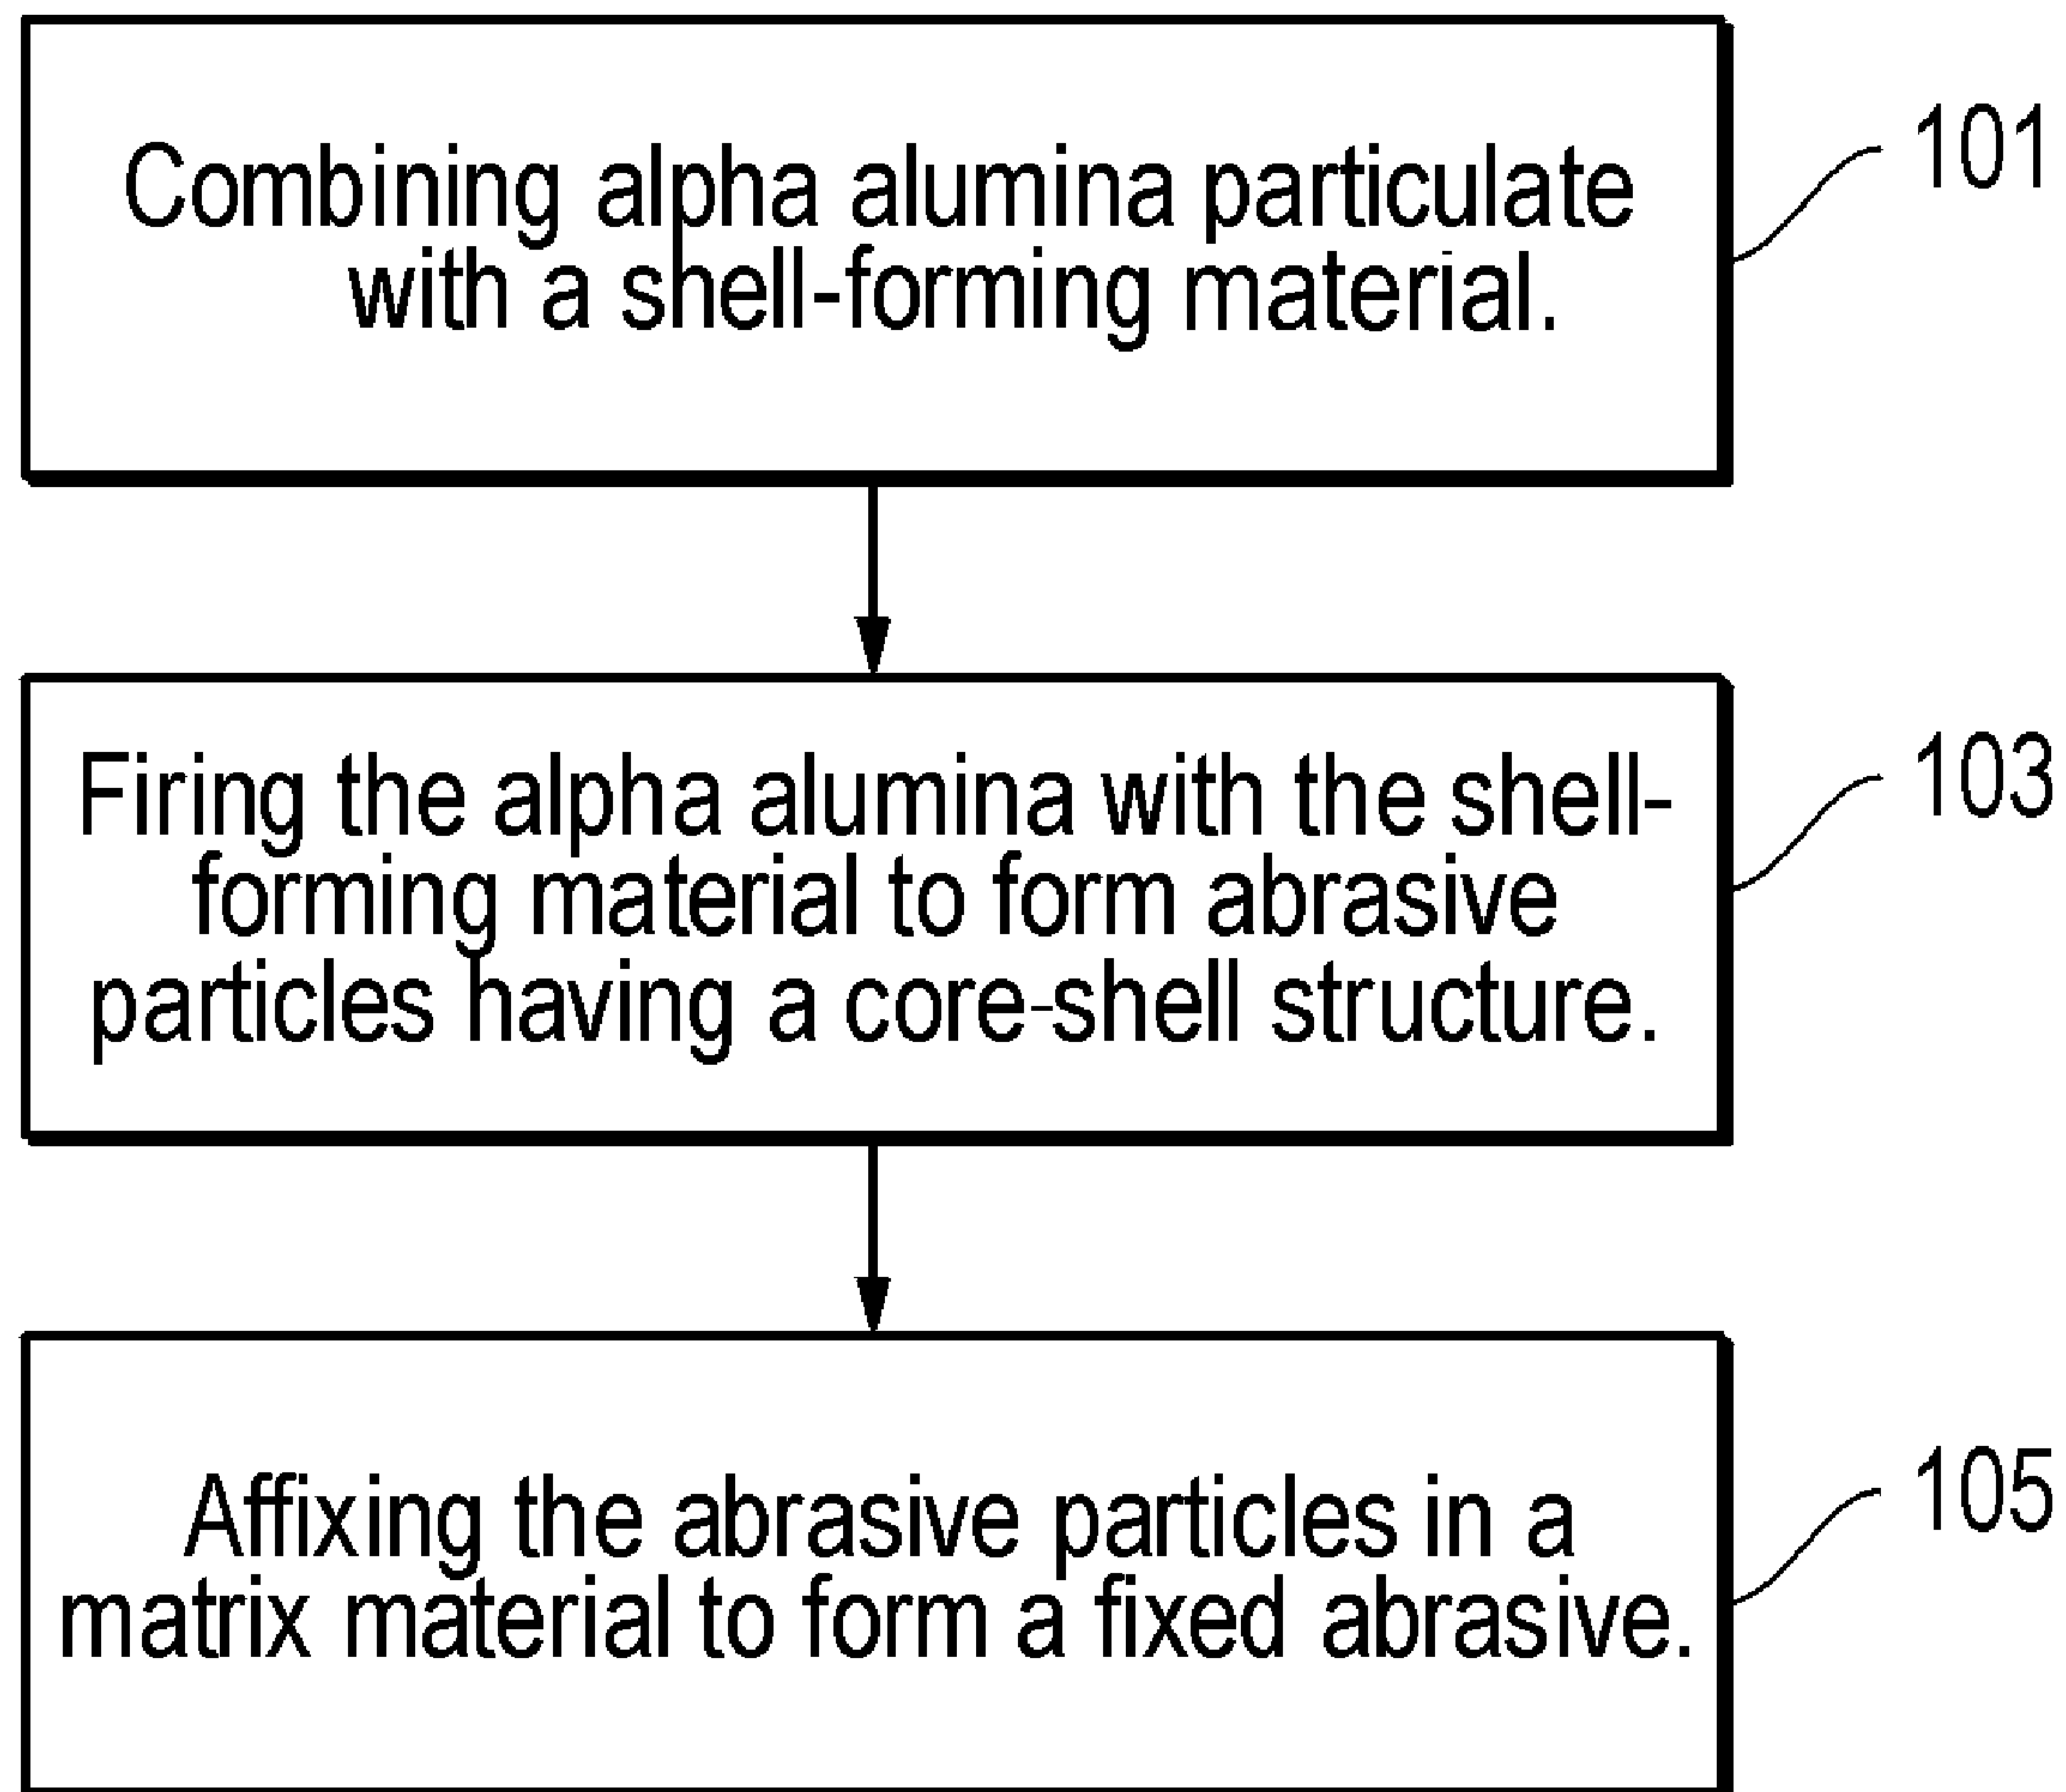 Combining alpha alumina particulate
with a shell-forming material.
101
Firing the alpha alumina with the shell-
forming material to form abrasive
particles having a core-shell structure.
103
Affixing the abrasive particles in a
matrix material to form a fixed abrasive.
105